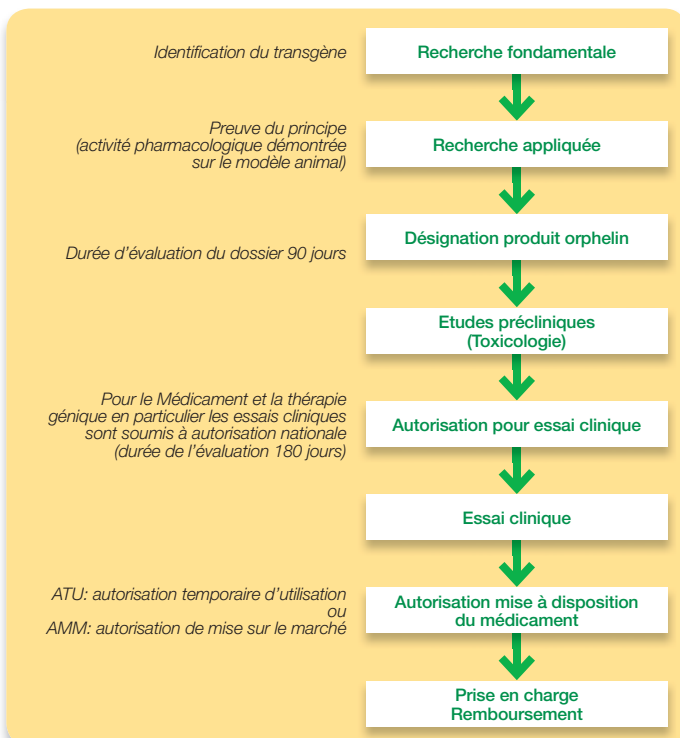 Identification du transgène
Recherche fondamentale
Preuve du principe
(activité pharmacologique démontrée
sur le modèle animal)
Recherche appliquée
Désignation produit orphelin
Durée d’évaluation du dossier 90 jours
Etudes précliniques
(Toxicologie)
Pour le Médicament et la thérapie
génique en particulier les essais cliniques
sont soumis à autorisation nationale
(durée de l’évaluation 180 jours)
Autorisation pour essai clinique
Essai clinique
ATU: autorisation temporaire d’utilisation
ou
AMM: autorisation de mise sur le marché
Autorisation mise à disposition
du médicament
Prise en charge
Remboursement